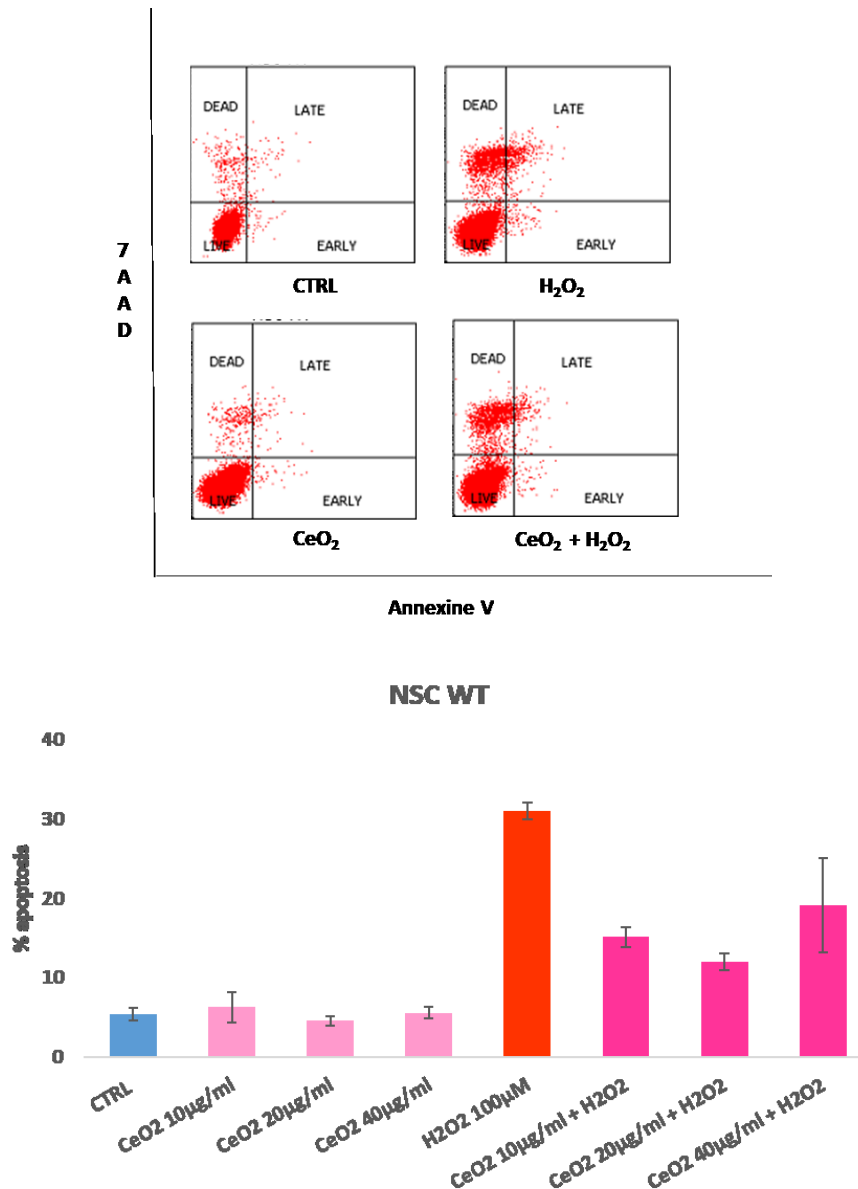 DEAD
LATE
LIVE
EARLY
CTRL
DEAD
LATE
LIVE
EARLY
H₂O₂
7
A
A
D
DEAD
LATE
LIVE
EARLY
CeO₂
DEAD
LATE
LIVE
EARLY
CeO₂ + H₂O₂
Annexine V
NSC WT
% apoptosis
40
30
20
10
0
CTRL
CeO2 10µg/ml
CeO2 20µg/ml
CeO2 40µg/ml
H2O2 100µM
CeO2 10µg/ml + H2O2
CeO2 20µg/ml + H2O2
CeO2 40µg/ml + H2O2